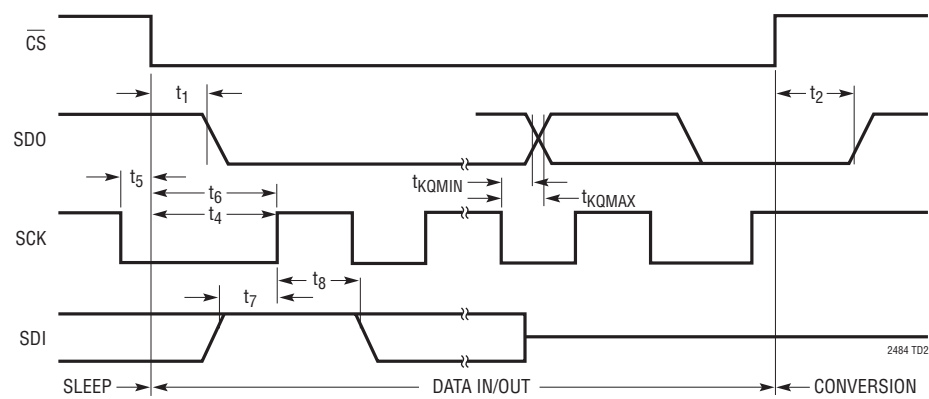 CS
t1
t2
SDO
t5
t6
tKQMIN
tKQMAX
t4
SCK
t8
t7
SDI
2484 TD2
SLEEP
DATA IN/OUT
CONVERSION